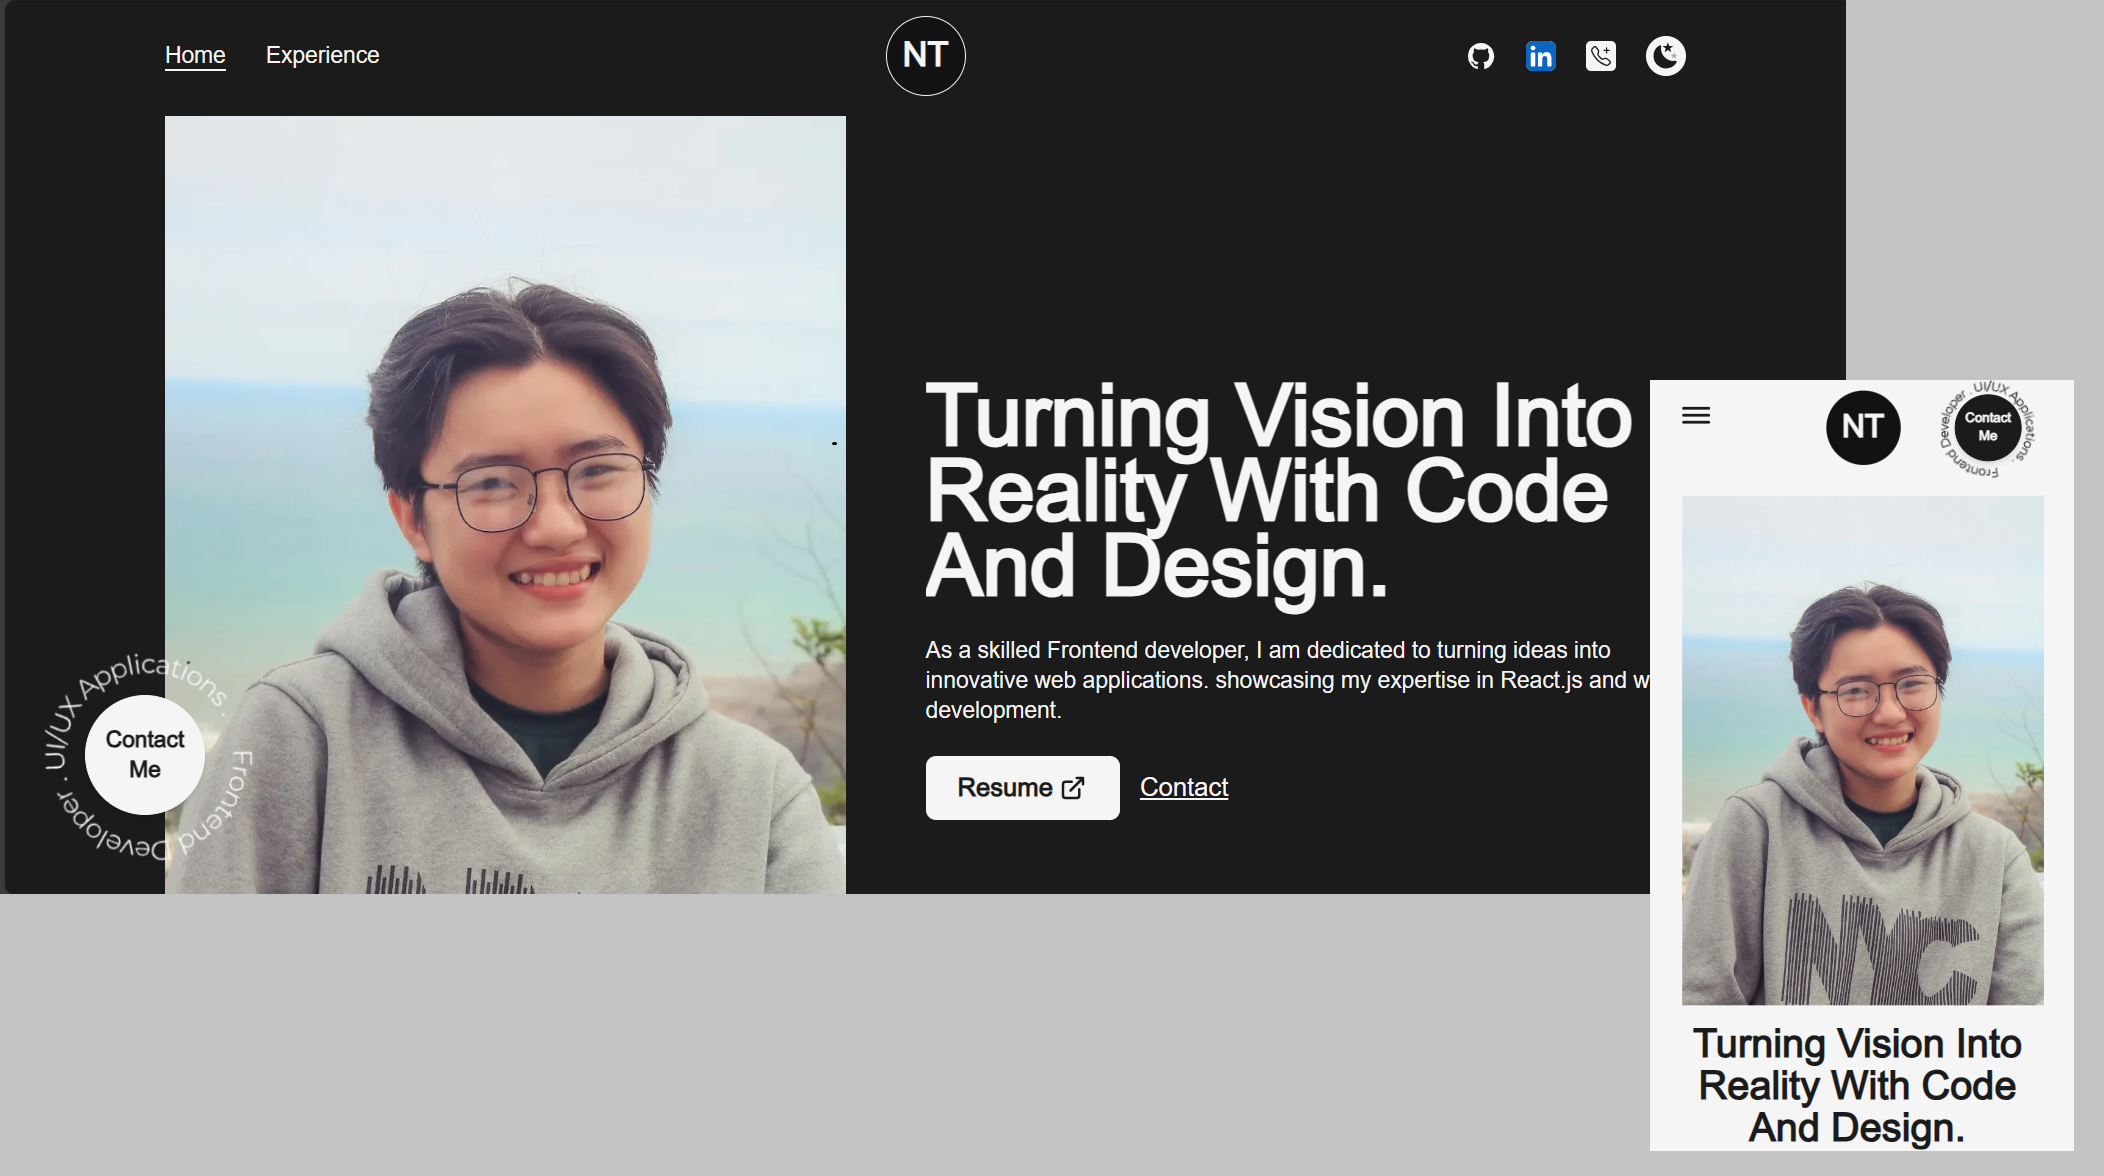 Home Experience
NT
in
Turning Vision Into
Reality With Code
And Design.
As a skilled Frontend developer, I am dedicated to turning ideas into
innovative web applications. showcasing my expertise in React.js and w
development.
Resume Contact
Contact
Me
Frontend Developer . UI/UX Applications .
NT
Contact
Me
Frontend Developer . UI/UX Applications .
NYC
Turning Vision Into
Reality With Code
And Design.